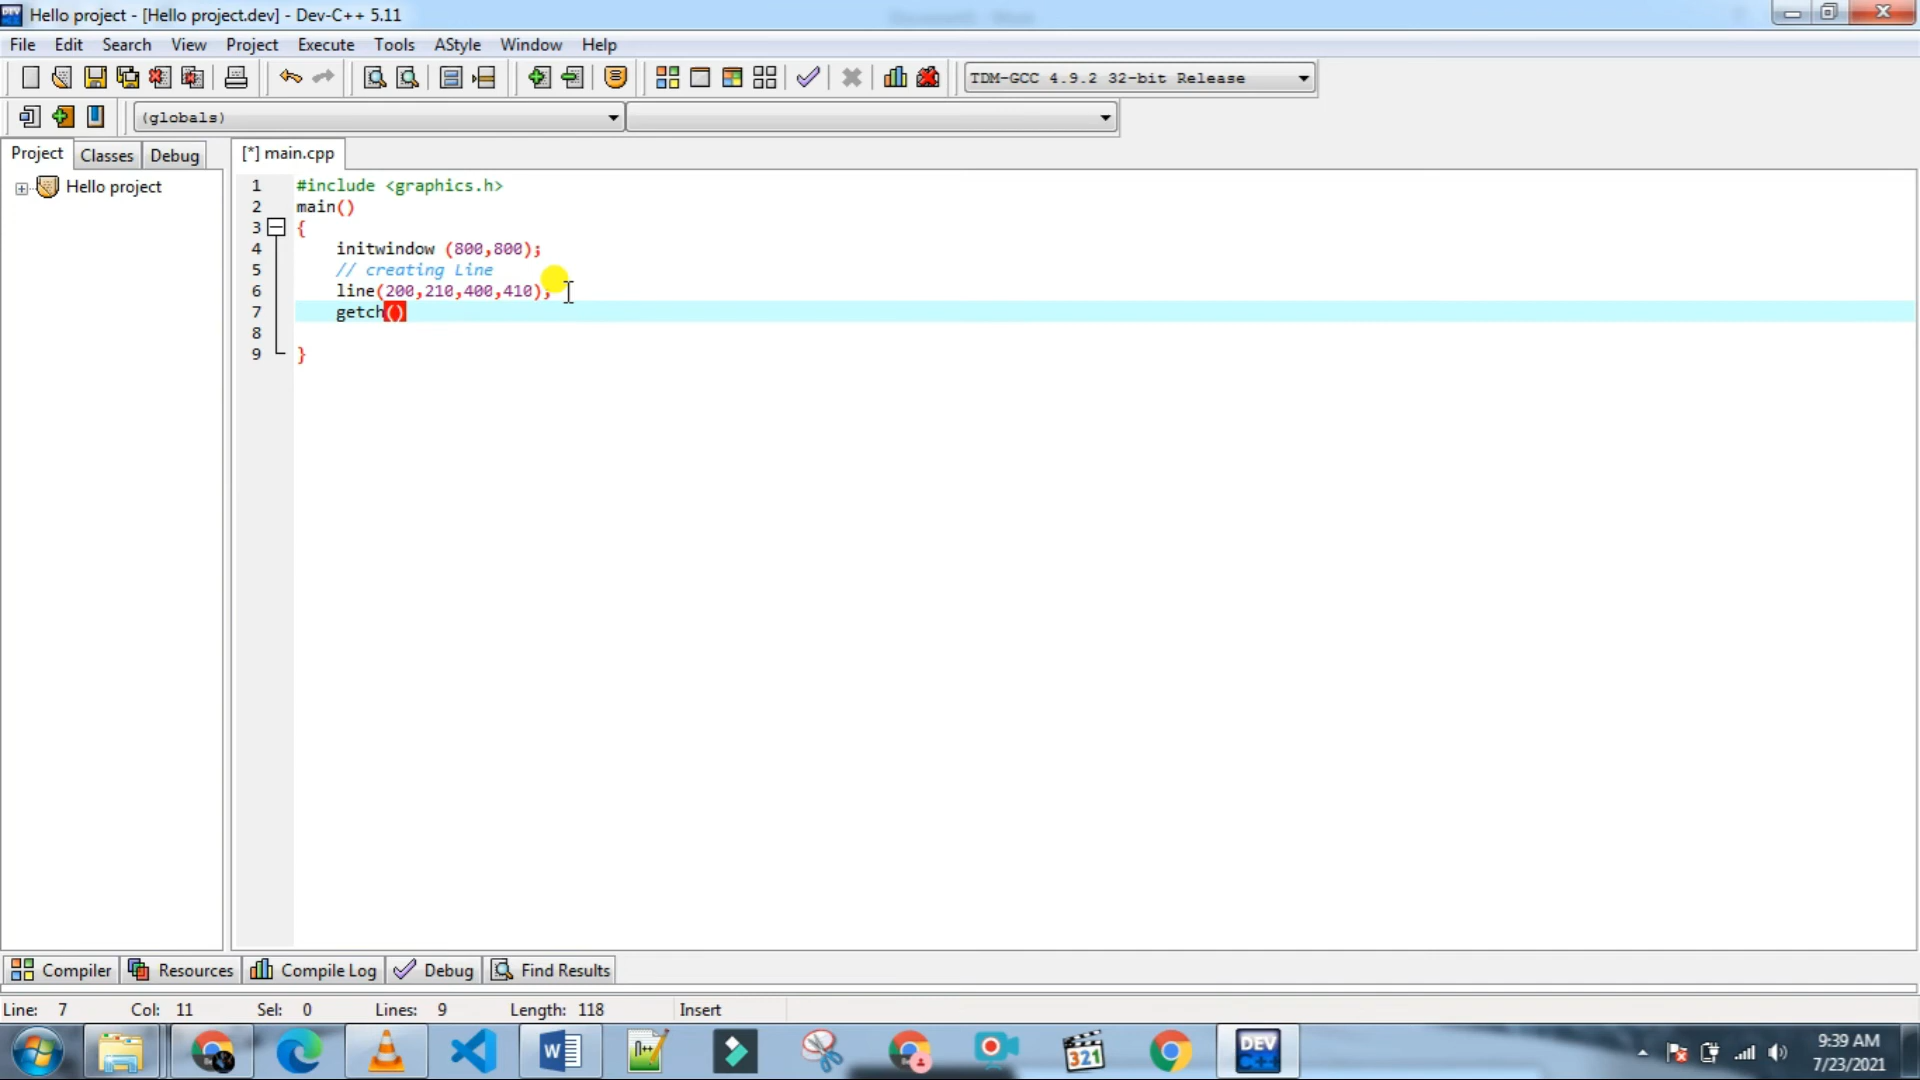 Hello project - [Hello project.dev] - Dev-C++ 5.11
File Edit Search View Project Execute Tools AStyle Window Help
TDM-GCC 4.9.2 32-bit Release
(globals)
Project Classes Debug [*] main.cpp
Hello project
1 #include <graphics.h>
2 main()
3 {
4 initwindow (800,800);
5 // creating Line
6 line(200,210,400,410);
7 getch()
8
9 }
Compiler Resources Compile Log Debug Find Results
Line: 7 Col: 11 Sel: 0 Lines: 9 Length: 118 Insert
9:39 AM
7/23/2021
W
n++
321
DEV
C++